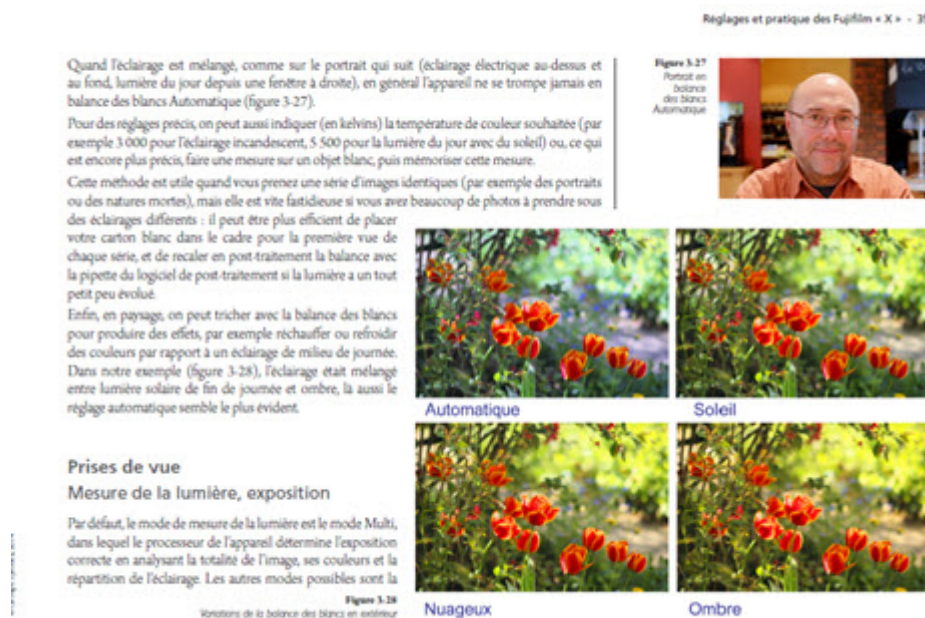 Réglages et pratique des Fujifilm « X » - 35
Quand l'éclairage est mélangé, comme sur le portrait qui suit (éclairage électrique au-dessus et
au fond, lumière du jour depuis une fenêtre à droite), en général l'appareil ne se trompe jamais en
balance des blancs Automatique (figure 3-27).
Pour des réglages précis, on peut aussi indiquer (en kelvins) la température de couleur souhaitée (par
exemple 3 000 pour l'éclairage incandescent, 5 500 pour la lumière du jour avec du soleil) ou, ce qui
est encore plus précis, faire une mesure sur un objet blanc, puis mémoriser cette mesure.
Cette méthode est utile quand vous prenez une série d'images identiques (par exemple des portraits
ou des natures mortes), mais elle est vite fastidieuse si vous avez beaucoup de photos à prendre sous
des éclairages différents : il peut être plus efficient de placer
votre carton blanc dans le cadre pour la première vue de
chaque série, et de recaler en post-traitement la balance avec
la pipette du logiciel de post-traitement si la lumière a un tout
petit peu évolué.
Enfin, en paysage, on peut tricher avec la balance des blancs
pour produire des effets, par exemple réchauffer ou refroidir
des couleurs par rapport à un éclairage de milieu de journée.
Dans notre exemple (figure 3-28), l'éclairage était mélangé
entre lumière solaire de fin de journée et ombre, là aussi le
réglage automatique semble le plus évident.
Figure 3-27
Portrait en
balance
des blancs
Automatique
Automatique
Soleil
Prises de vue
Mesure de la lumière, exposition
Par défaut, le mode de mesure de la lumière est le mode Multi,
dans lequel le processeur de l'appareil détermine l'exposition
correcte en analysant la totalité de l'image, ses couleurs et la
répartition de l'éclairage. Les autres modes possibles sont la
Figure 3-28
Variations de la balance des blancs en extérieur
Nuageux
Ombre